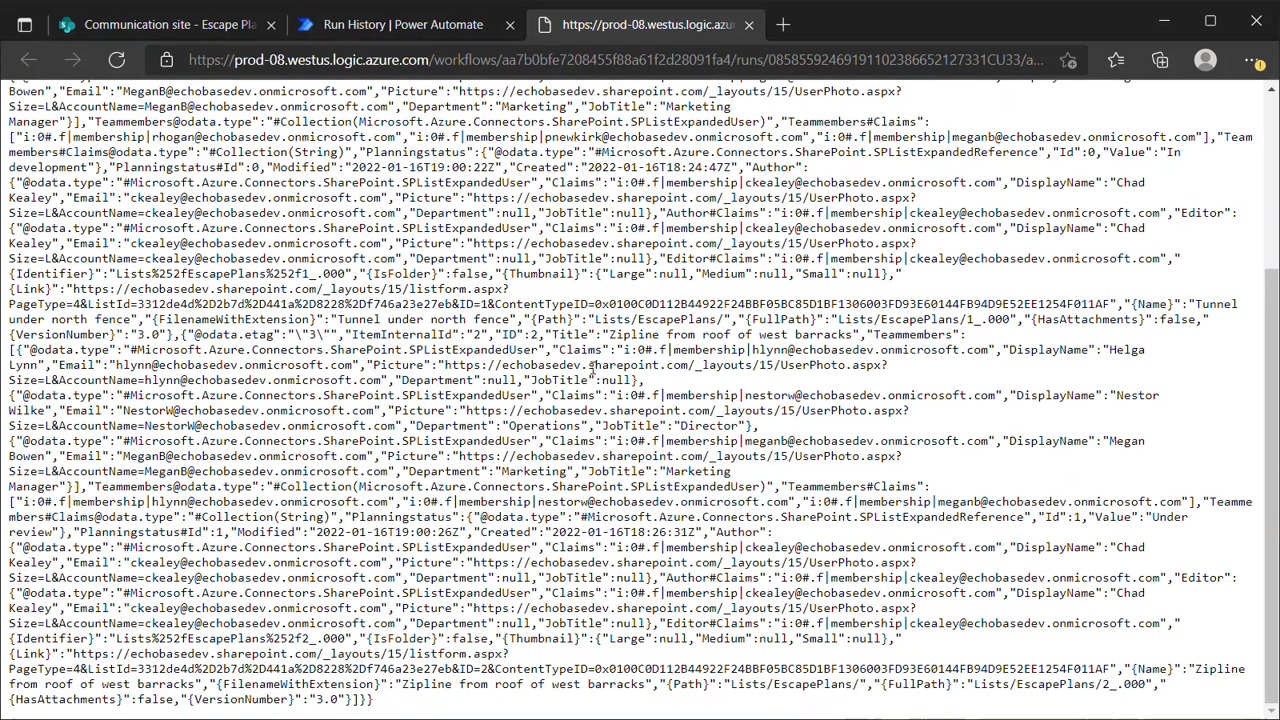 Communication site - Escape Pla
Run History | Power Automate
https://prod-08.westus.logic.azure.
https://prod-08.westus.logic.azure.com/workflows/ae7b0bfe7208455f88a61f2d28091fa4/runs/08585592469191102386652127331CU33/a...
Bowen","Email":"MeganB@echobasedev.onmicrosoft.com","Picture":"https://echobasedev.sharepoint.com/_layouts/15/UserPhoto.aspx?
Size=L&AccountName=MeganB@echobasedev.onmicrosoft.com","Department":"Marketing","JobTitle":"Marketing
Manager"}],"Teammembers@odata.type":"#Collection(Microsoft.Azure.Connectors.SharePoint.SPListExpandedUser)","Teammembers#Claims":
["i:0#.f|membership|rhogan@echobasedev.onmicrosoft.com","i:0#.f|membership|pnewkirk@echobasedev.onmicrosoft.com","i:0#.f|membership|meganb@echobasedev.onmicrosoft.com"],"Team
members#Claims@odata.type":"#Collection(String)","Planningstatus":{"@odata.type":"#Microsoft.Azure.Connectors.SharePoint.SPListExpandedReference","Id":0,"Value":"In
development"},"Planningstatus#Id":0,"Modified":"2022-01-16T19:00:22Z","Created":"2022-01-16T18:24:47Z","Author":
{"@odata.type":"#Microsoft.Azure.Connectors.SharePoint.SPListExpandedUser","Claims":"i:0#.f|membership|ckealey@echobasedev.onmicrosoft.com","DisplayName":"Chad
Kealey","Email":"ckealey@echobasedev.onmicrosoft.com","Picture":"https://echobasedev.sharepoint.com/_layouts/15/UserPhoto.aspx?
Size=L&AccountName=ckealey@echobasedev.onmicrosoft.com","Department":null,"JobTitle":null},"Author#Claims":"i:0#.f|membership|ckealey@echobasedev.onmicrosoft.com","Editor":
{"@odata.type":"#Microsoft.Azure.Connectors.SharePoint.SPListExpandedUser","Claims":"i:0#.f|membership|ckealey@echobasedev.onmicrosoft.com","DisplayName":"Chad
Kealey","Email":"ckealey@echobasedev.onmicrosoft.com","Picture":"https://echobasedev.sharepoint.com/_layouts/15/UserPhoto.aspx?
Size=L&AccountName=ckealey@echobasedev.onmicrosoft.com","Department":null,"JobTitle":null},"Editor#Claims":"i:0#.f|membership|ckealey@echobasedev.onmicrosoft.com","
{Identifier}":"Lists%252fEscapePlans%252f1_.000","{IsFolder}":false,"{Thumbnail}":{"Large":null,"Medium":null,"Small":null},"
{Link}":"https://echobasedev.sharepoint.com/_layouts/15/listform.aspx?
PageType=4&ListId=3312de4d%2D2b7d%2D441a%2D8228%2Df746a23e27eb&ID=1&ContentTypeID=0x0100C0D112B44922F24BBF05EB85D1BF1306003FD93E60144FB84259852EE1254F011AF","{Name}":"Tunnel
under north fence","{FilenameWithExtension}":"Tunnel under north fence","{Path}":"Lists/EscapePlans/","{FullPath}":"Lists/EscapePlans/1_.000","{HasAttachments}":false,"
{VersionNumber}":"3.0"},{"@odata.etag":"\"3\"","ItemInternalId":"2","ID":2,"Title":"Zipline from roof of west barracks","Teammembers":
[{"@odata.type":"#Microsoft.Azure.Connectors.SharePoint.SPListExpandedUser","Claims":"i:0#.f|membership|hlynn@echobasedev.onmicrosoft.com","DisplayName":"Helga
Lynn","Email":"hlynn@echobasedev.onmicrosoft.com","Picture":"https://echobasedev.sharepoint.com/_layouts/15/UserPhoto.aspx?
Size=L&AccountName=hlynn@echobasedev.onmicrosoft.com","Department":null,"JobTitle":null},
{"@odata.type":"#Microsoft.Azure.Connectors.SharePoint.SPListExpandedUser","Claims":"i:0#.f|membership|nestorw@echobasedev.onmicrosoft.com","DisplayName":"Nestor
Wilke","Email":"NestorW@echobasedev.onmicrosoft.com","Picture":"https://echobasedev.sharepoint.com/_layouts/15/UserPhoto.aspx?
Size=L&AccountName=NestorW@echobasedev.onmicrosoft.com","Department":"Operations","JobTitle":"Director"},
{"@odata.type":"#Microsoft.Azure.Connectors.SharePoint.SPListExpandedUser","Claims":"i:0#.f|membership|meganb@echobasedev.onmicrosoft.com","DisplayName":"Megan
Bowen","Email":"MeganB@echobasedev.onmicrosoft.com","Picture":"https://echobasedev.sharepoint.com/_layouts/15/UserPhoto.aspx?
Size=L&AccountName=MeganB@echobasedev.onmicrosoft.com","Department":"Marketing","JobTitle":"Marketing
Manager"}],"Teammembers@odata.type":"#Collection(Microsoft.Azure.Connectors.SharePoint.SPListExpandedUser)","Teammembers#Claims":
["i:0#.f|membership|hlynn@echobasedev.onmicrosoft.com","i:0#.f|membership|nestorw@echobasedev.onmicrosoft.com","i:0#.f|membership|meganb@echobasedev.onmicrosoft.com"],"Teamme
mbers#Claims@odata.type":"#Collection(String)","Planningstatus":{"@odata.type":"#Microsoft.Azure.Connectors.SharePoint.SPListExpandedReference","Id":1,"Value":"Under
review"},"Planningstatus#Id":1,"Modified":"2022-01-16T19:00:26Z","Created":"2022-01-16T18:26:31Z","Author":
{"@odata.type":"#Microsoft.Azure.Connectors.SharePoint.SPListExpandedUser","Claims":"i:0#.f|membership|ckealey@echobasedev.onmicrosoft.com","DisplayName":"Chad
Kealey","Email":"ckealey@echobasedev.onmicrosoft.com","Picture":"https://echobasedev.sharepoint.com/_layouts/15/UserPhoto.aspx?
Size=L&AccountName=ckealey@echobasedev.onmicrosoft.com","Department":null,"JobTitle":null},"Author#Claims":"i:0#.f|membership|ckealey@echobasedev.onmicrosoft.com","Editor":
{"@odata.type":"#Microsoft.Azure.Connectors.SharePoint.SPListExpandedUser","Claims":"i:0#.f|membership|ckealey@echobasedev.onmicrosoft.com","DisplayName":"Chad
Kealey","Email":"ckealey@echobasedev.onmicrosoft.com","Picture":"https://echobasedev.sharepoint.com/_layouts/15/UserPhoto.aspx?
Size=L&AccountName=ckealey@echobasedev.onmicrosoft.com","Department":null,"JobTitle":null},"Editor#Claims":"i:0#.f|membership|ckealey@echobasedev.onmicrosoft.com","
{Identifier}":"Lists%252fEscapePlans%252f2_.000","{IsFolder}":false,"{Thumbnail}":{"Large":null,"Medium":null,"Small":null},"
{Link}":"https://echobasedev.sharepoint.com/_layouts/15/listform.aspx?
PageType=4&ListId=3312de4d%2D2b7d%2D441a%2D8228%2Df746a23e27eb&ID=2&ContentTypeID=0x0100C0D112B44922F24BBF05EB85D1BF1306003FD93E60144FB84259852EE1254F011AF","{Name}":"Zipline
from roof of west barracks","{FilenameWithExtension}":"Zipline from roof of west barracks","{Path}":"Lists/EscapePlans/","{FullPath}":"Lists/EscapePlans/2_.000","
{HasAttachments}":false,"{VersionNumber}":"3.0"}]}}